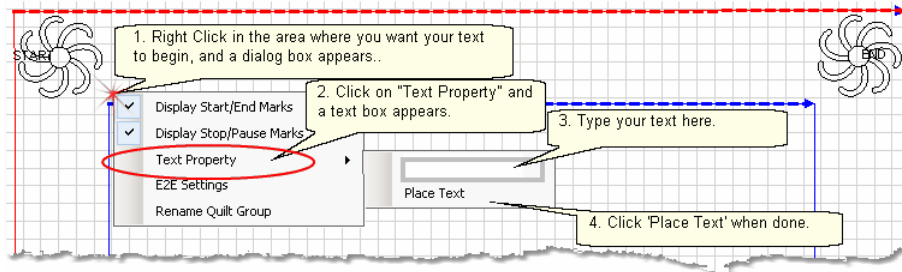 1. Right Click in the area where you want your text
to begin, and a dialog box appears..
START
END
2. Click on "Text Property" and
a text box appears.
Display Start/End Marks
3. Type your text here.
Display Stop/Pause Marks
Text Property
E2E Settings
Place Text
Rename Quilt Group
4. Click 'Place Text' when done.